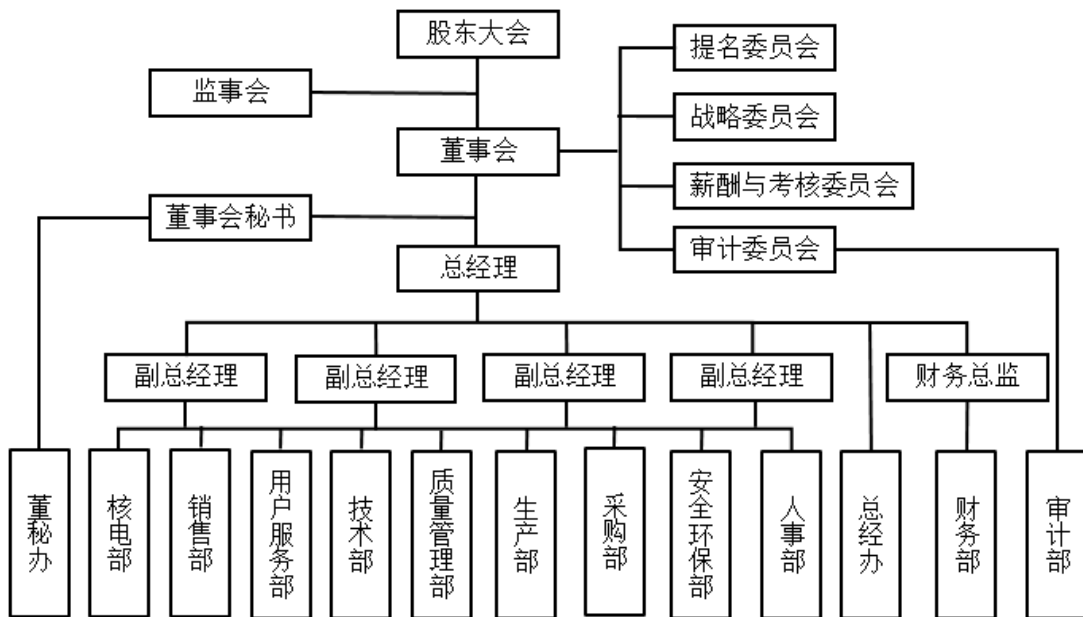 股东大会
提名委员会
监事会
战略委员会
董事会
薪酬与考核委员会
董事会秘书
审计委员会
总经理
副总经理
副总经理
副总经理
副总经理
财务总监
董秘办
核电部
销售部
用户服务部
技术部
质量管理部
生产部
采购部
安全环保部
人事部
总经办
财务部
审计部